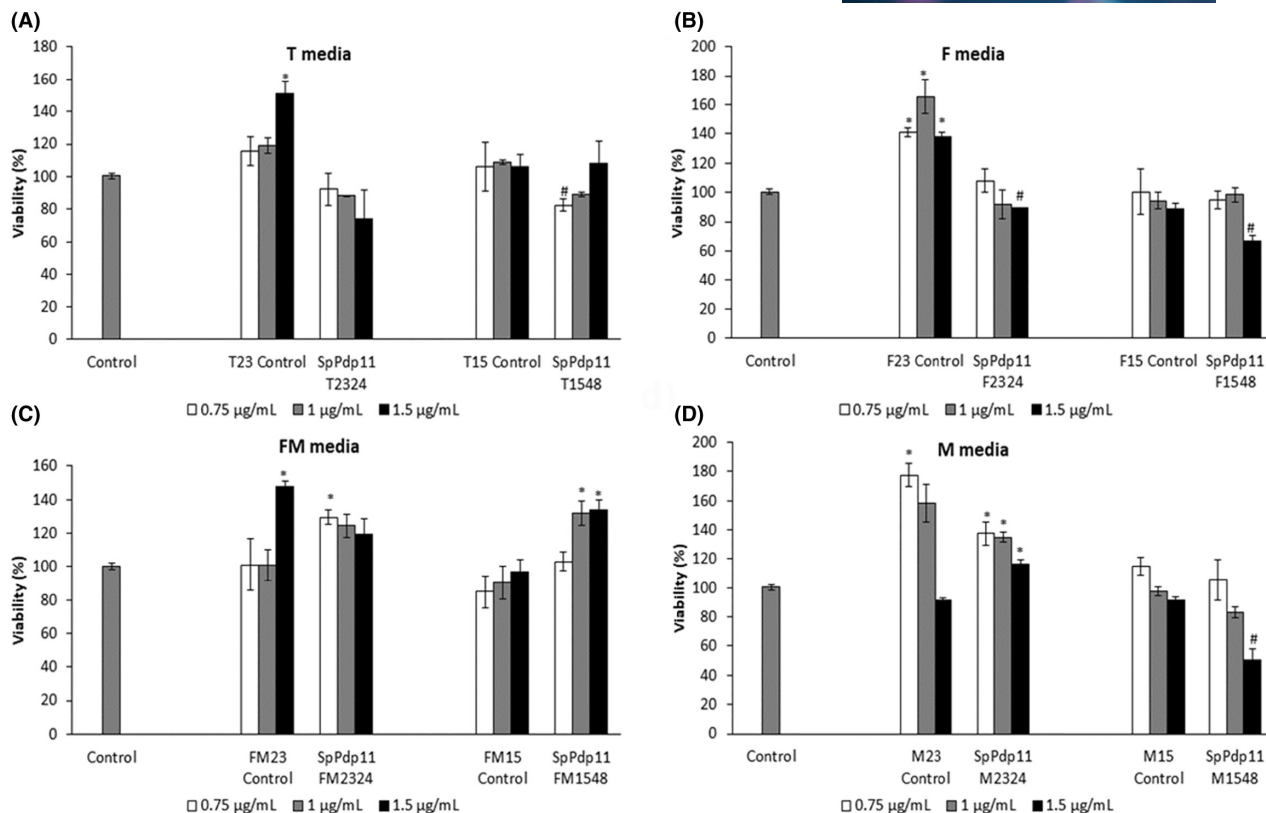 (A)
T media
Viability (%)
180
160
140
120
100
80
60
40
20
0
*
#
Control
T23 Control
SpPdp11
T2324
T15 Control
SpPdp11
T1548
0.75 µg/mL 1 µg/mL 1.5 µg/mL
(B)
F media
Viability (%)
200
180
160
140
120
100
80
60
40
20
0
*
*
*
#
#
Control
F23 Control
SpPdp11
F2324
F15 Control
SpPdp11
F1548
0.75 µg/mL 1 µg/mL 1.5 µg/mL
(C)
FM media
Viability (%)
160
140
120
100
80
60
40
20
0
*
*
*
*
Control
FM23
Control
SpPdp11
FM2324
FM15
Control
SpPdp11
FM1548
0.75 µg/mL 1 µg/mL 1.5 µg/mL
(D)
M media
Viability (%)
200
180
160
140
120
100
80
60
40
20
0
*
*
*
*
#
Control
M23
Control
SpPdp11
M2324
M15
Control
SpPdp11
M1548
0.75 µg/mL 1 µg/mL 1.5 µg/mL